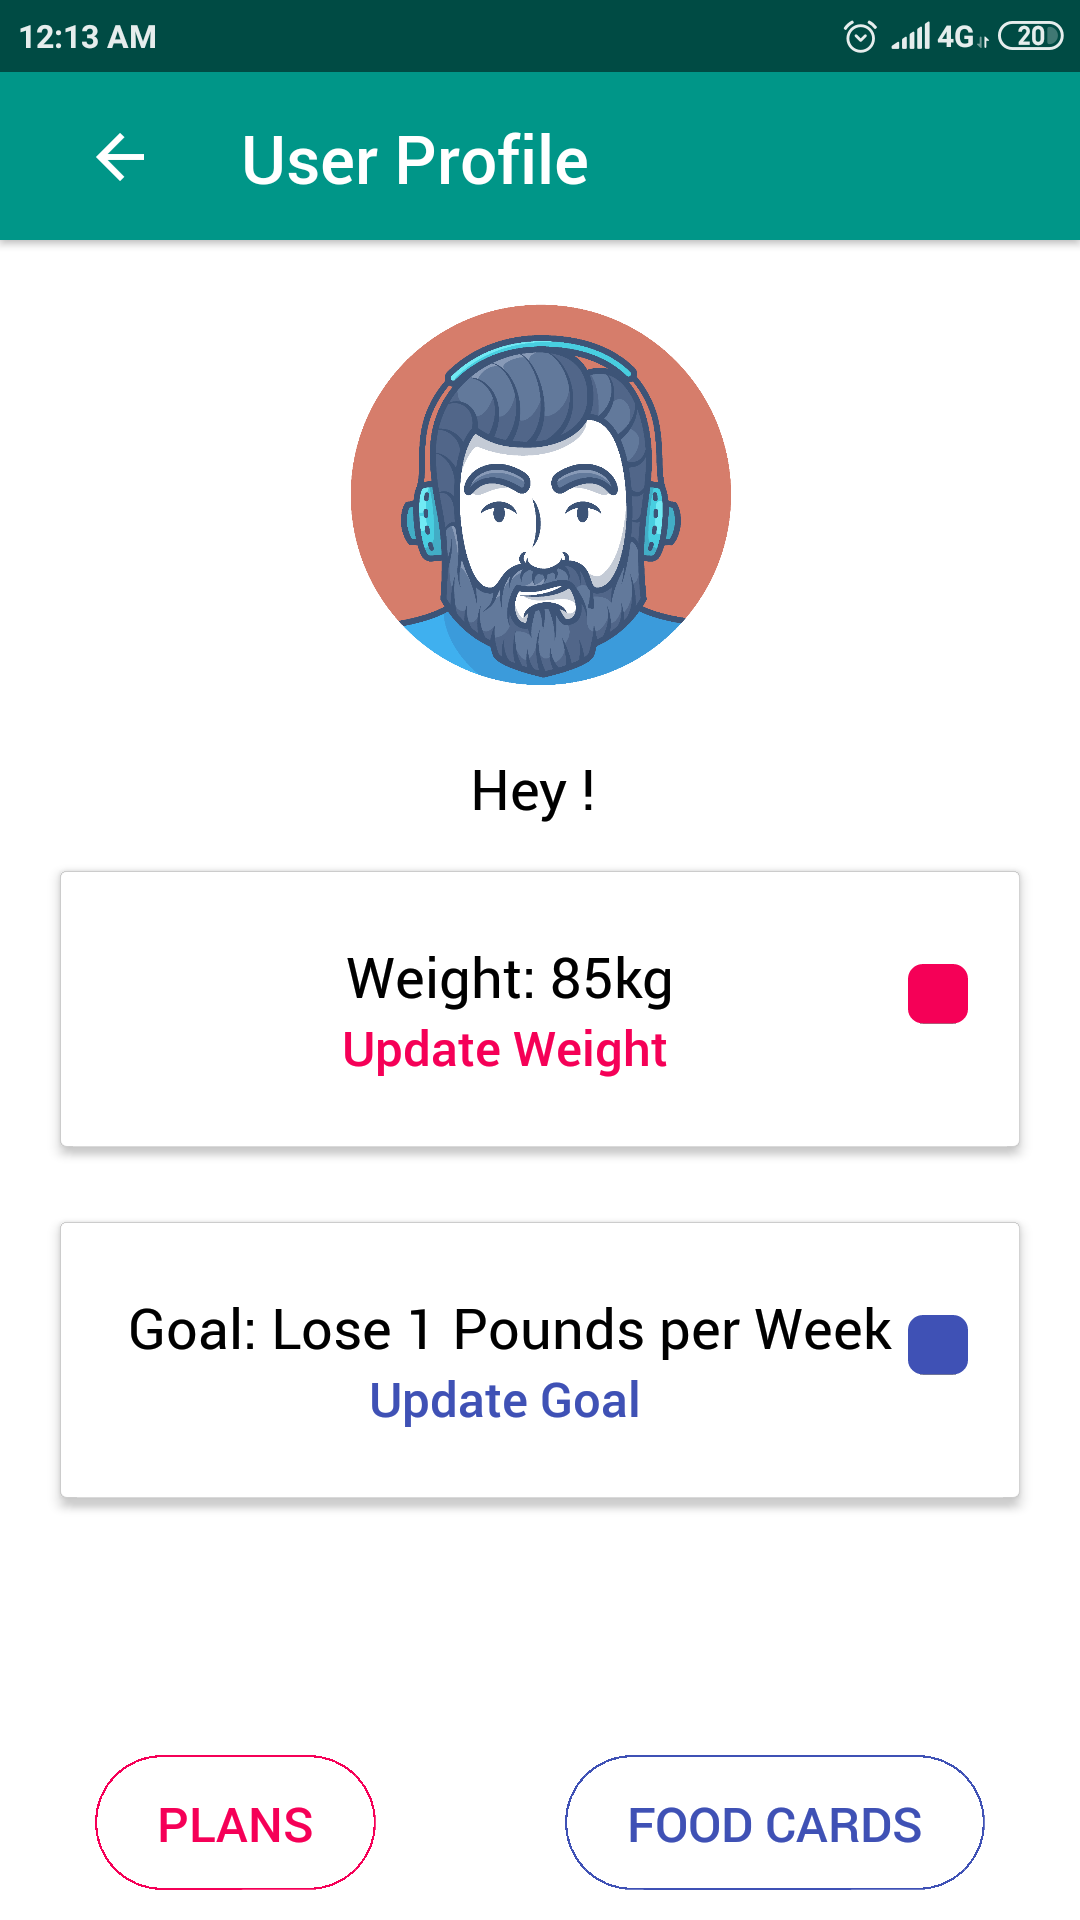 12:13 AM 4G 20
User Profile
Hey !
Weight: 85kg
Update Weight
Goal: Lose 1 Pounds per Week
Update Goal
PLANS FOOD CARDS